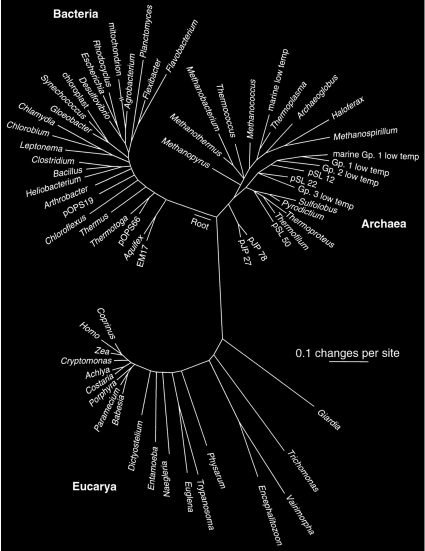 Bacteria
Planctomyces
mitochondrion
Rhodocyclus
Escherichia
Desulfovibrio
chloroplast
Synechococcus
Gloeobacter
Chlamydia
Chlorobium
Leptonema
Clostridium
Bacillus
Heliobacterium
Arthrobacter
pOPS19
Chloroflexus
Thermus
Thermotoga
pOPS66
Aquifex
EM17
Agrobacterium
Flexibacter
Flavobacterium
Root
Methanobacterium
Thermococcus
Methanothermus
Methanopyrus
Methanococcus
marine low temp
Thermoplasma
Archaeoglobus
Haloferax
Methanospirillum
marine Gp. 1 low temp
Gp. 1 low temp
Gp. 2 low temp
pSL 12
pSL 22
Gp. 3 low temp
Sulfolobus
Pyrodictium
Thermoproteus
Thermofilum
pSL 50
pJP 78
pJP 27
Archaea
0.1 changes per site
Coprinus
Homo
Zea
Cryptomonas
Achlya
Costaria
Porphyra
Paramecium
Babesia
Dictyostelium
Entamoeba
Naegleria
Euglena
Trypanosoma
Physarum
Encephalitozoon
Vairimorpha
Trichomonas
Giardia
Eucarya